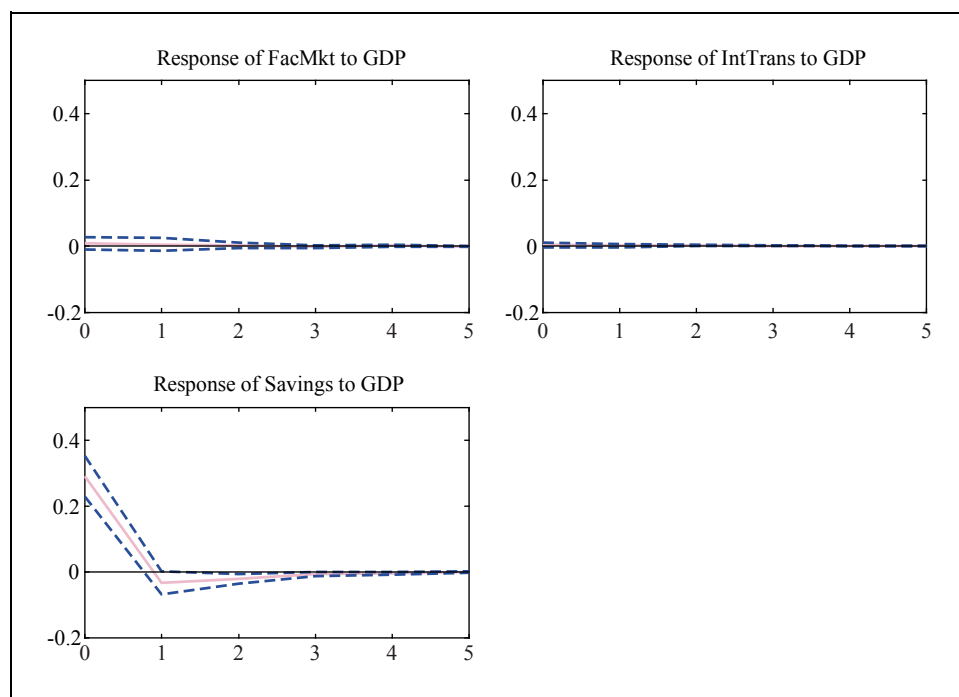 Response of FacMkt to GDP
0.4
0.2
0
-0.2
0 1 2 3 4 5
Response of IntTrans to GDP
0.4
0.2
0
-0.2
0 1 2 3 4 5
Response of Savings to GDP
0.4
0.2
0
-0.2
0 1 2 3 4 5